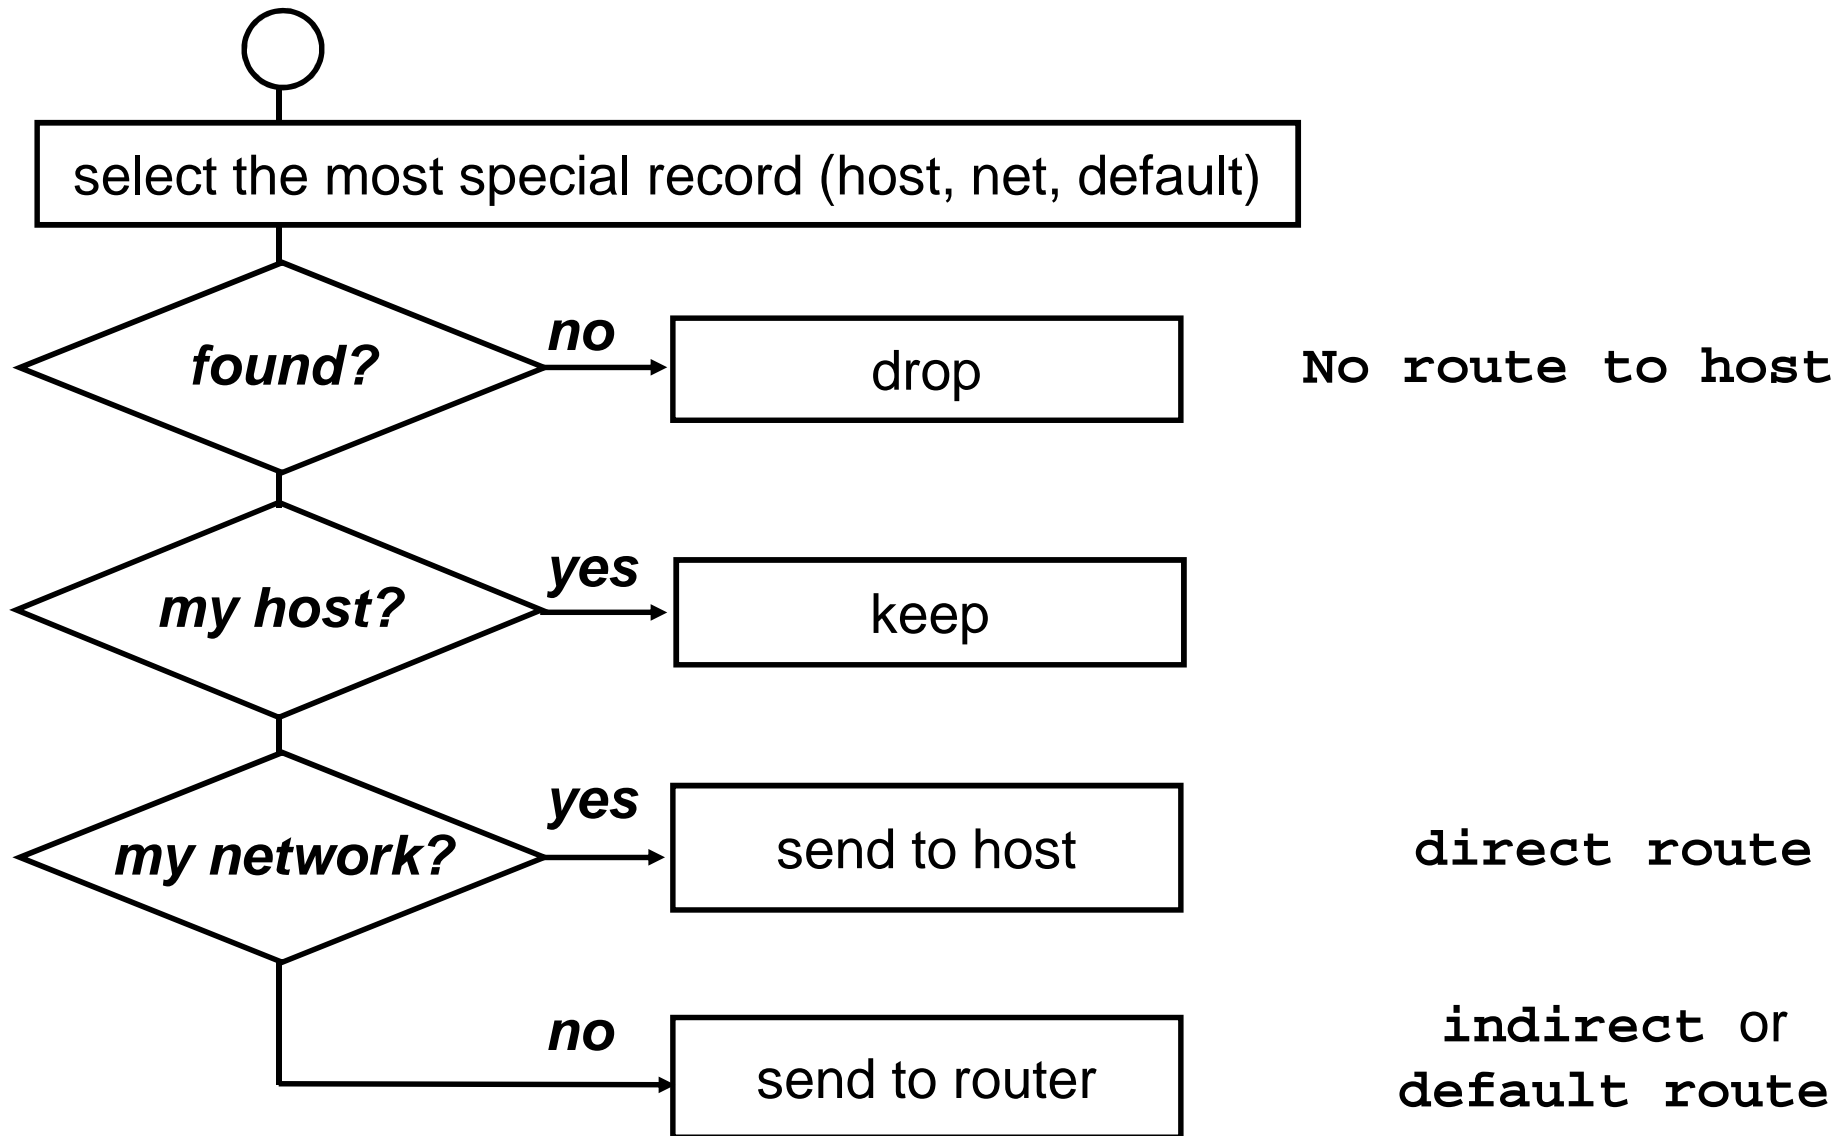 select the most special record (host, net, default)
found?
no
drop
No route to host
my host?
yes
keep
my network?
yes
send to host
direct route
no
send to router
indirect or
default route